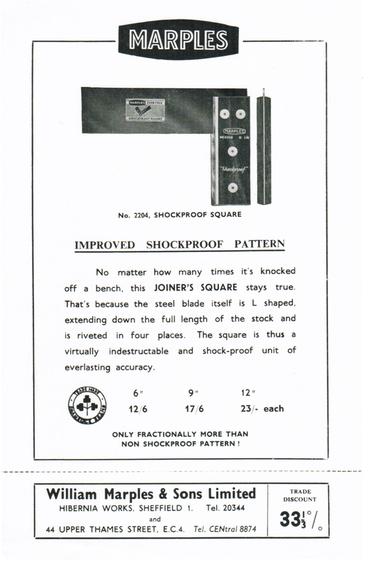 MARPLES
MARPLES
"Shockproof"
No. 2204, SHOCKPROOF SQUARE
IMPROVED SHOCKPROOF PATTERN
No matter how many times it's knocked
off a bench, this JOINER'S SQUARE stays true.
That's because the steel blade itself is L shaped,
extending down the full length of the stock and
is riveted in four places. The square is thus a
virtually indestructable and shock-proof unit of
everlasting accuracy.
TRADE MARK
6" 9" 12"
12/6 17/6 23/- each
ONLY FRACTIONALLY MORE THAN
NON SHOCKPROOF PATTERN !
William Marples & Sons Limited
HIBERNIA WORKS, SHEFFIELD 1. Tel. 20344
and
44 UPPER THAMES STREET, E.C.4. Tel. CENtral 8874
TRADE
DISCOUNT
33⅓%